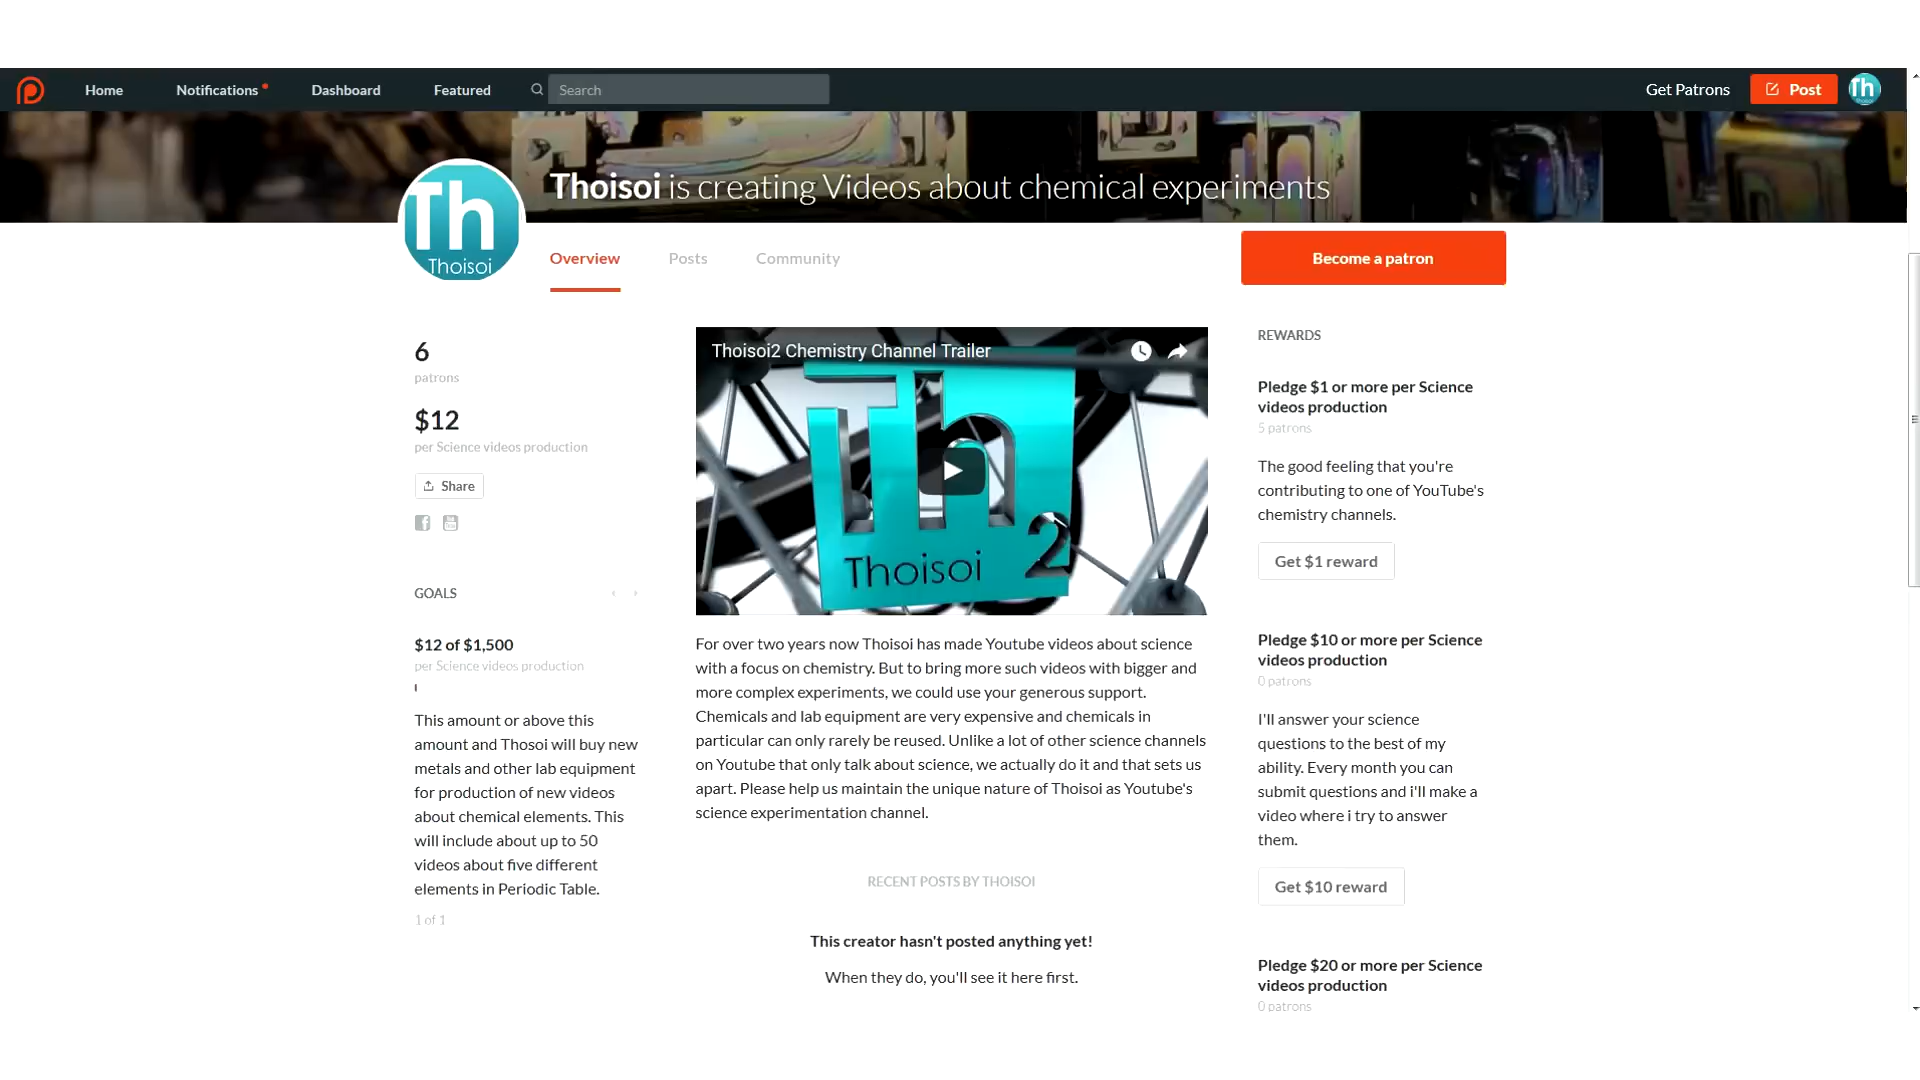 Home Notifications Dashboard Featured Search Get Patrons Post Th
Thoisoi
Thoisoi is creating Videos about chemical experiments
Th
Thoisoi
Overview Posts Community
Become a patron
6
patrons
$12
per Science videos production
Share
GOALS
$12 of $1,500
per Science videos production
This amount or above this
amount and Thosoi will buy new
metals and other lab equipment
for production of new videos
about chemical elements. This
will include about up to 50
videos about five different
elements in Periodic Table.
1 of 1
Thoisoi2 Chemistry Channel Trailer
Th
Thoisoi 2
For over two years now Thoisoi has made Youtube videos about science
with a focus on chemistry. But to bring more such videos with bigger and
more complex experiments, we could use your generous support.
Chemicals and lab equipment are very expensive and chemicals in
particular can only rarely be reused. Unlike a lot of other science channels
on Youtube that only talk about science, we actually do it and that sets us
apart. Please help us maintain the unique nature of Thoisoi as Youtube's
science experimentation channel.
RECENT POSTS BY THOISOI
This creator hasn't posted anything yet!
When they do, you'll see it here first.
REWARDS
Pledge $1 or more per Science
videos production
5 patrons
The good feeling that you're
contributing to one of YouTube's
chemistry channels.
Get $1 reward
Pledge $10 or more per Science
videos production
0 patrons
I'll answer your science
questions to the best of my
ability. Every month you can
submit questions and i'll make a
video where i try to answer
them.
Get $10 reward
Pledge $20 or more per Science
videos production
0 patrons